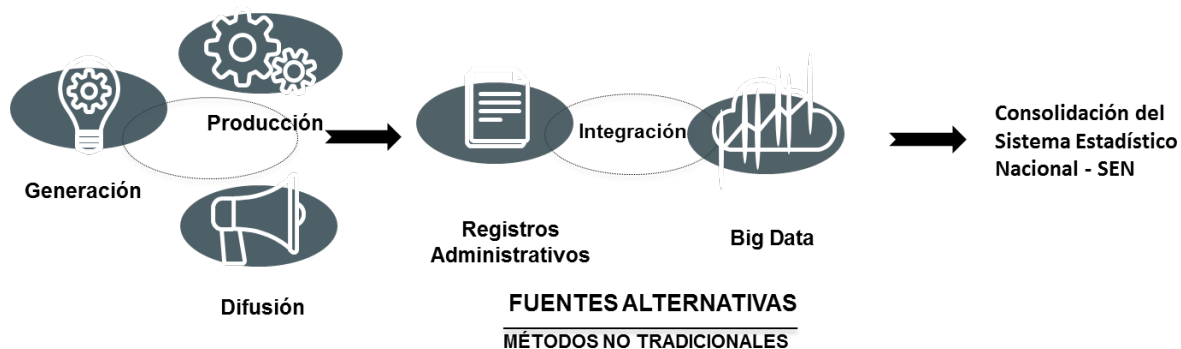 Generación
Producción
Difusión
Registros
Administrativos
Integración
Big Data
FUENTES ALTERNATIVAS
MÉTODOS NO TRADICIONALES
Consolidación del
Sistema Estadístico
Nacional - SEN